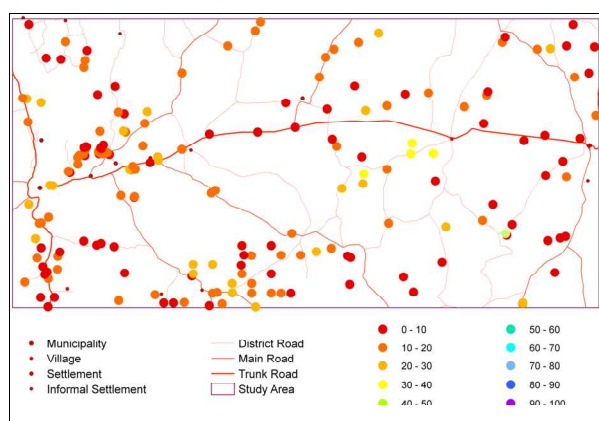 Municipality
Village
Settlement
Informal Settlement
District Road
Main Road
Trunk Road
Study Area
0 - 10
10 - 20
20 - 30
30 - 40
40 - 50
50 - 60
60 - 70
70 - 80
80 - 90
90 - 100